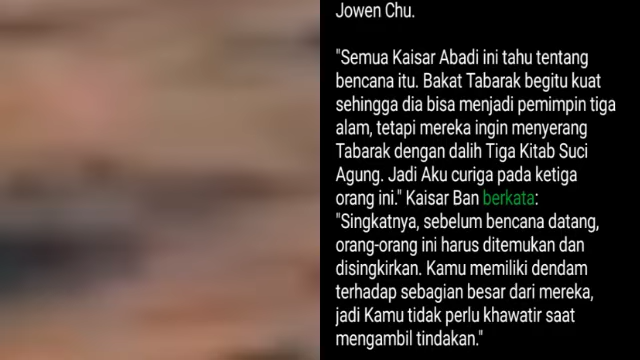 Jowen Chu.
"Semua Kaisar Abadi ini tahu tentang
bencana itu. Bakat Tabarak begitu kuat
sehingga dia bisa menjadi pemimpin tiga
alam, tetapi mereka ingin menyerang
Tabarak dengan dalih Tiga Kitab Suci
Agung. Jadi Aku curiga pada ketiga
orang ini." Kaisar Ban berkata:
"Singkatnya, sebelum bencana datang,
orang-orang ini harus ditemukan dan
disingkirkan. Kamu memiliki dendam
terhadap sebagian besar dari mereka,
jadi Kamu tidak perlu khawatir saat
mengambil tindakan."